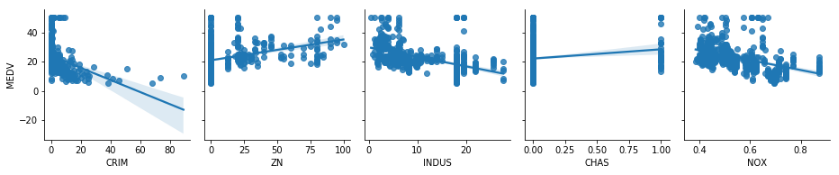 MEDV
40
20
0
−20
0 20 40 60 80
CRIM
0 25 50 75 100
ZN
0 10 20
INDUS
0.00 0.25 0.50 0.75 1.00
CHAS
0.4 0.6 0.8
NOX